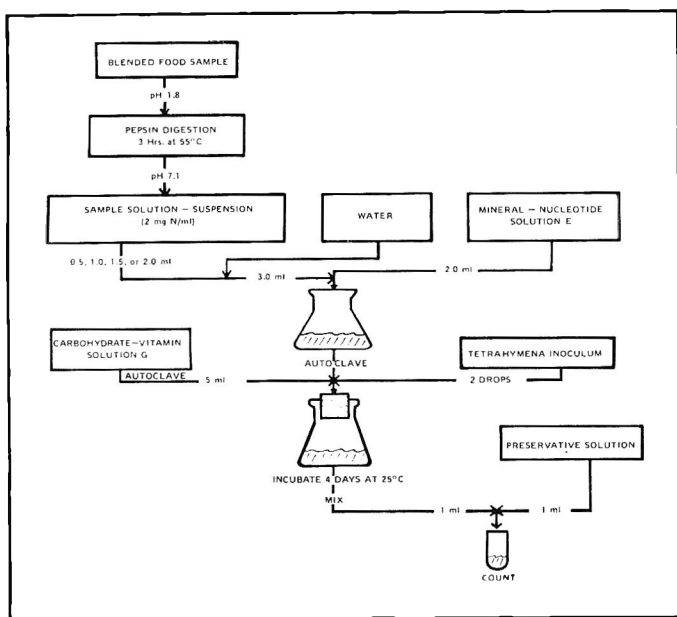 BLENDED FOOD SAMPLE
pH 1.8
PEPSIN DIGESTION
3 Hrs. at 55°C
pH 7.1
SAMPLE SOLUTION – SUSPENSION
(2 mg N/ml)
WATER
MINERAL – NUCLEOTIDE
SOLUTION E
0.5, 1.0, 1.5, or 2.0 ml
3.0 ml
2.0 ml
CARBOHYDRATE–VITAMIN
SOLUTION G
AUTOCLAVE
TETRAHYMENA INOCULUM
AUTOCLAVE
5 ml
2 DROPS
PRESERVATIVE SOLUTION
INCUBATE 4 DAYS AT 25°C
MIX
1 ml
1 ml
COUNT